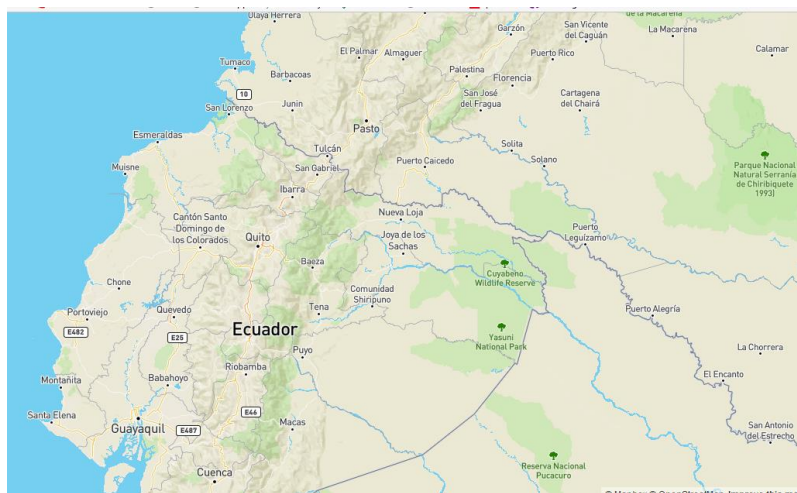 Ulaya Herrera
Garzón
San Vicente
del Caguán
de la Macarena
La Macarena
Calamar
El Palmar
Almaguer
Puerto Rico
Tumaco
Barbacoas
Palestina
Florencia
10
San José
del Fragua
Cartagena
del Chairá
San Lorenzo
Junin
Pasto
Esmeraldas
Solita
Tulcán
Solano
Muisne
San Gabriel
Puerto Caicedo
Parque Nacional
Natural Serranía
de Chiribiquete
1993)
Ibarra
Cantón Santo
Domingo de
los Colorados
Nueva Loja
Quito
Joya de los
Sachas
Puerto
Leguízamo
Baeza
Cuyabeno
Wildlife Reserve
Chone
Comunidad
Shiripuno
Tena
Portoviejo
Quevedo
Puerto Alegría
E482
E25
Ecuador
Yasuni
National Park
Puyo
La Chorrera
Riobamba
El Encanto
Montañita
Babahoyo
Santa Elena
E46
Guayaquil
E487
Macas
San Antonio
del Estrecho
Cuenca
Reserva Nacional
Pucacuro